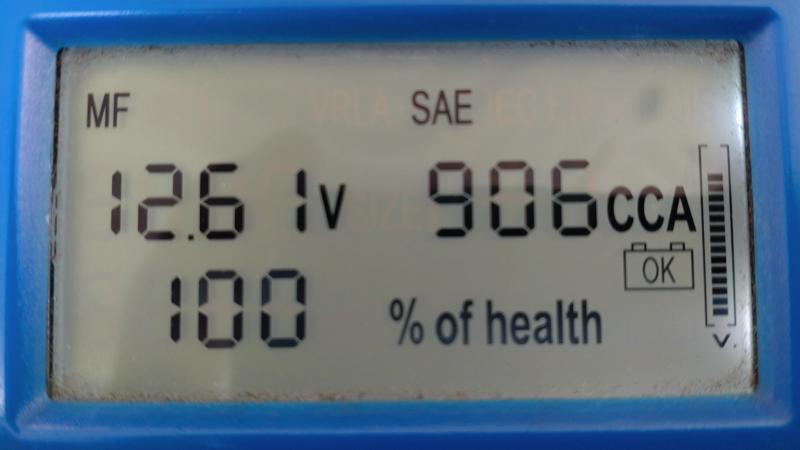 MF SAE
12.61V 906CCA
OK
100 % of health